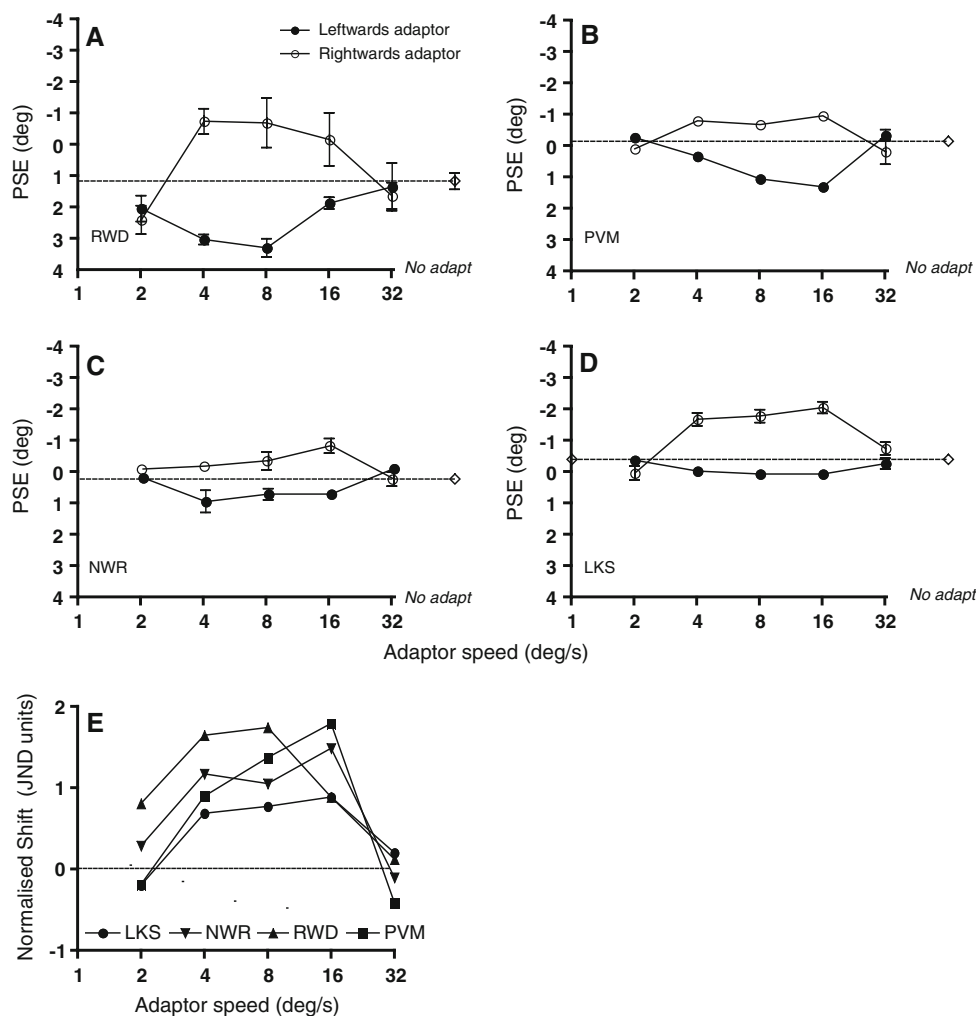 A
Leftwards adaptor
Rightwards adaptor
PSE (deg)
-4
-3
-2
-1
0
1
2
3
4
RWD
No adapt
1 2 4 8 16 32
B
PSE (deg)
-4
-3
-2
-1
0
1
2
3
4
PVM
No adapt
1 2 4 8 16 32
C
PSE (deg)
-4
-3
-2
-1
0
1
2
3
4
NWR
No adapt
1 2 4 8 16 32
D
PSE (deg)
-4
-3
-2
-1
0
1
2
3
4
LKS
No adapt
1 2 4 8 16 32
Adaptor speed (deg/s)
E
Normalised Shift (JND units)
2
1
0
-1
LKS NWR RWD PVM
1 2 4 8 16 32
Adaptor speed (deg/s)